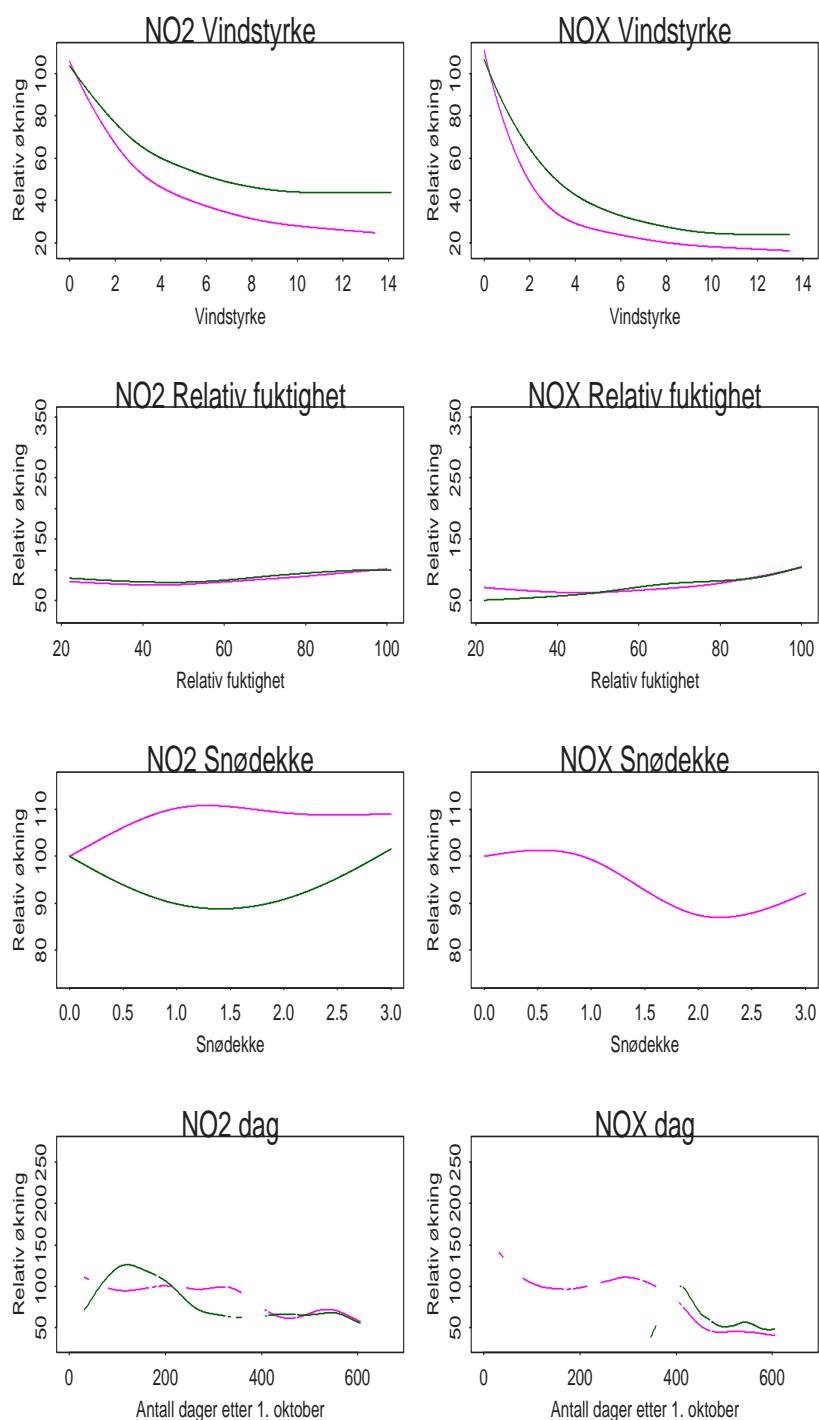 NO2 Vindstyrke
Relativ økning
20 40 60 80 100
0 2 4 6 8 10 12 14
Vindstyrke
NOX Vindstyrke
Relativ økning
20 40 60 80 100
0 2 4 6 8 10 12 14
Vindstyrke
NO2 Relativ fuktighet
Relativ økning
50 150 250 350
20 40 60 80 100
Relativ fuktighet
NOX Relativ fuktighet
Relativ økning
50 150 250 350
20 40 60 80 100
Relativ fuktighet
NO2 Snødekke
Relativ økning
80 90 100 110
0.0 0.5 1.0 1.5 2.0 2.5 3.0
Snødekke
NOX Snødekke
Relativ økning
80 90 100 110
0.0 0.5 1.0 1.5 2.0 2.5 3.0
Snødekke
NO2 dag
Relativ økning
50 100 150 200 250
0 200 400 600
Antall dager etter 1. oktober
NOX dag
Relativ økning
50 100 150 200 250
0 200 400 600
Antall dager etter 1. oktober